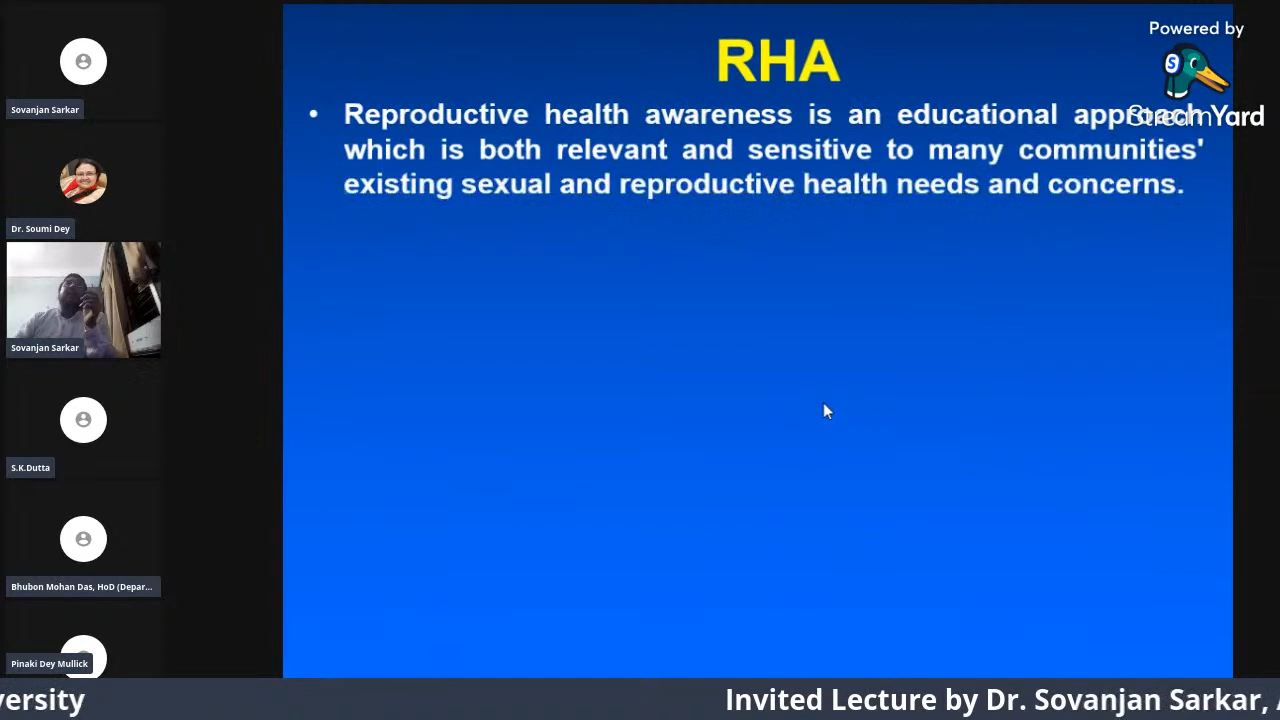 Sovanjan Sarkar
Dr. Soumi Dey
Sovanjan Sarkar
S.K.Dutta
Bhubon Mohan Das, HoD (Depar...
Pinaki Dey Mullick
RHA
• Reproductive health awareness is an educational approach
which is both relevant and sensitive to many communities'
existing sexual and reproductive health needs and concerns.
Powered by
S
StreamYard
versity
Invited Lecture by Dr. Sovanjan Sarkar, A